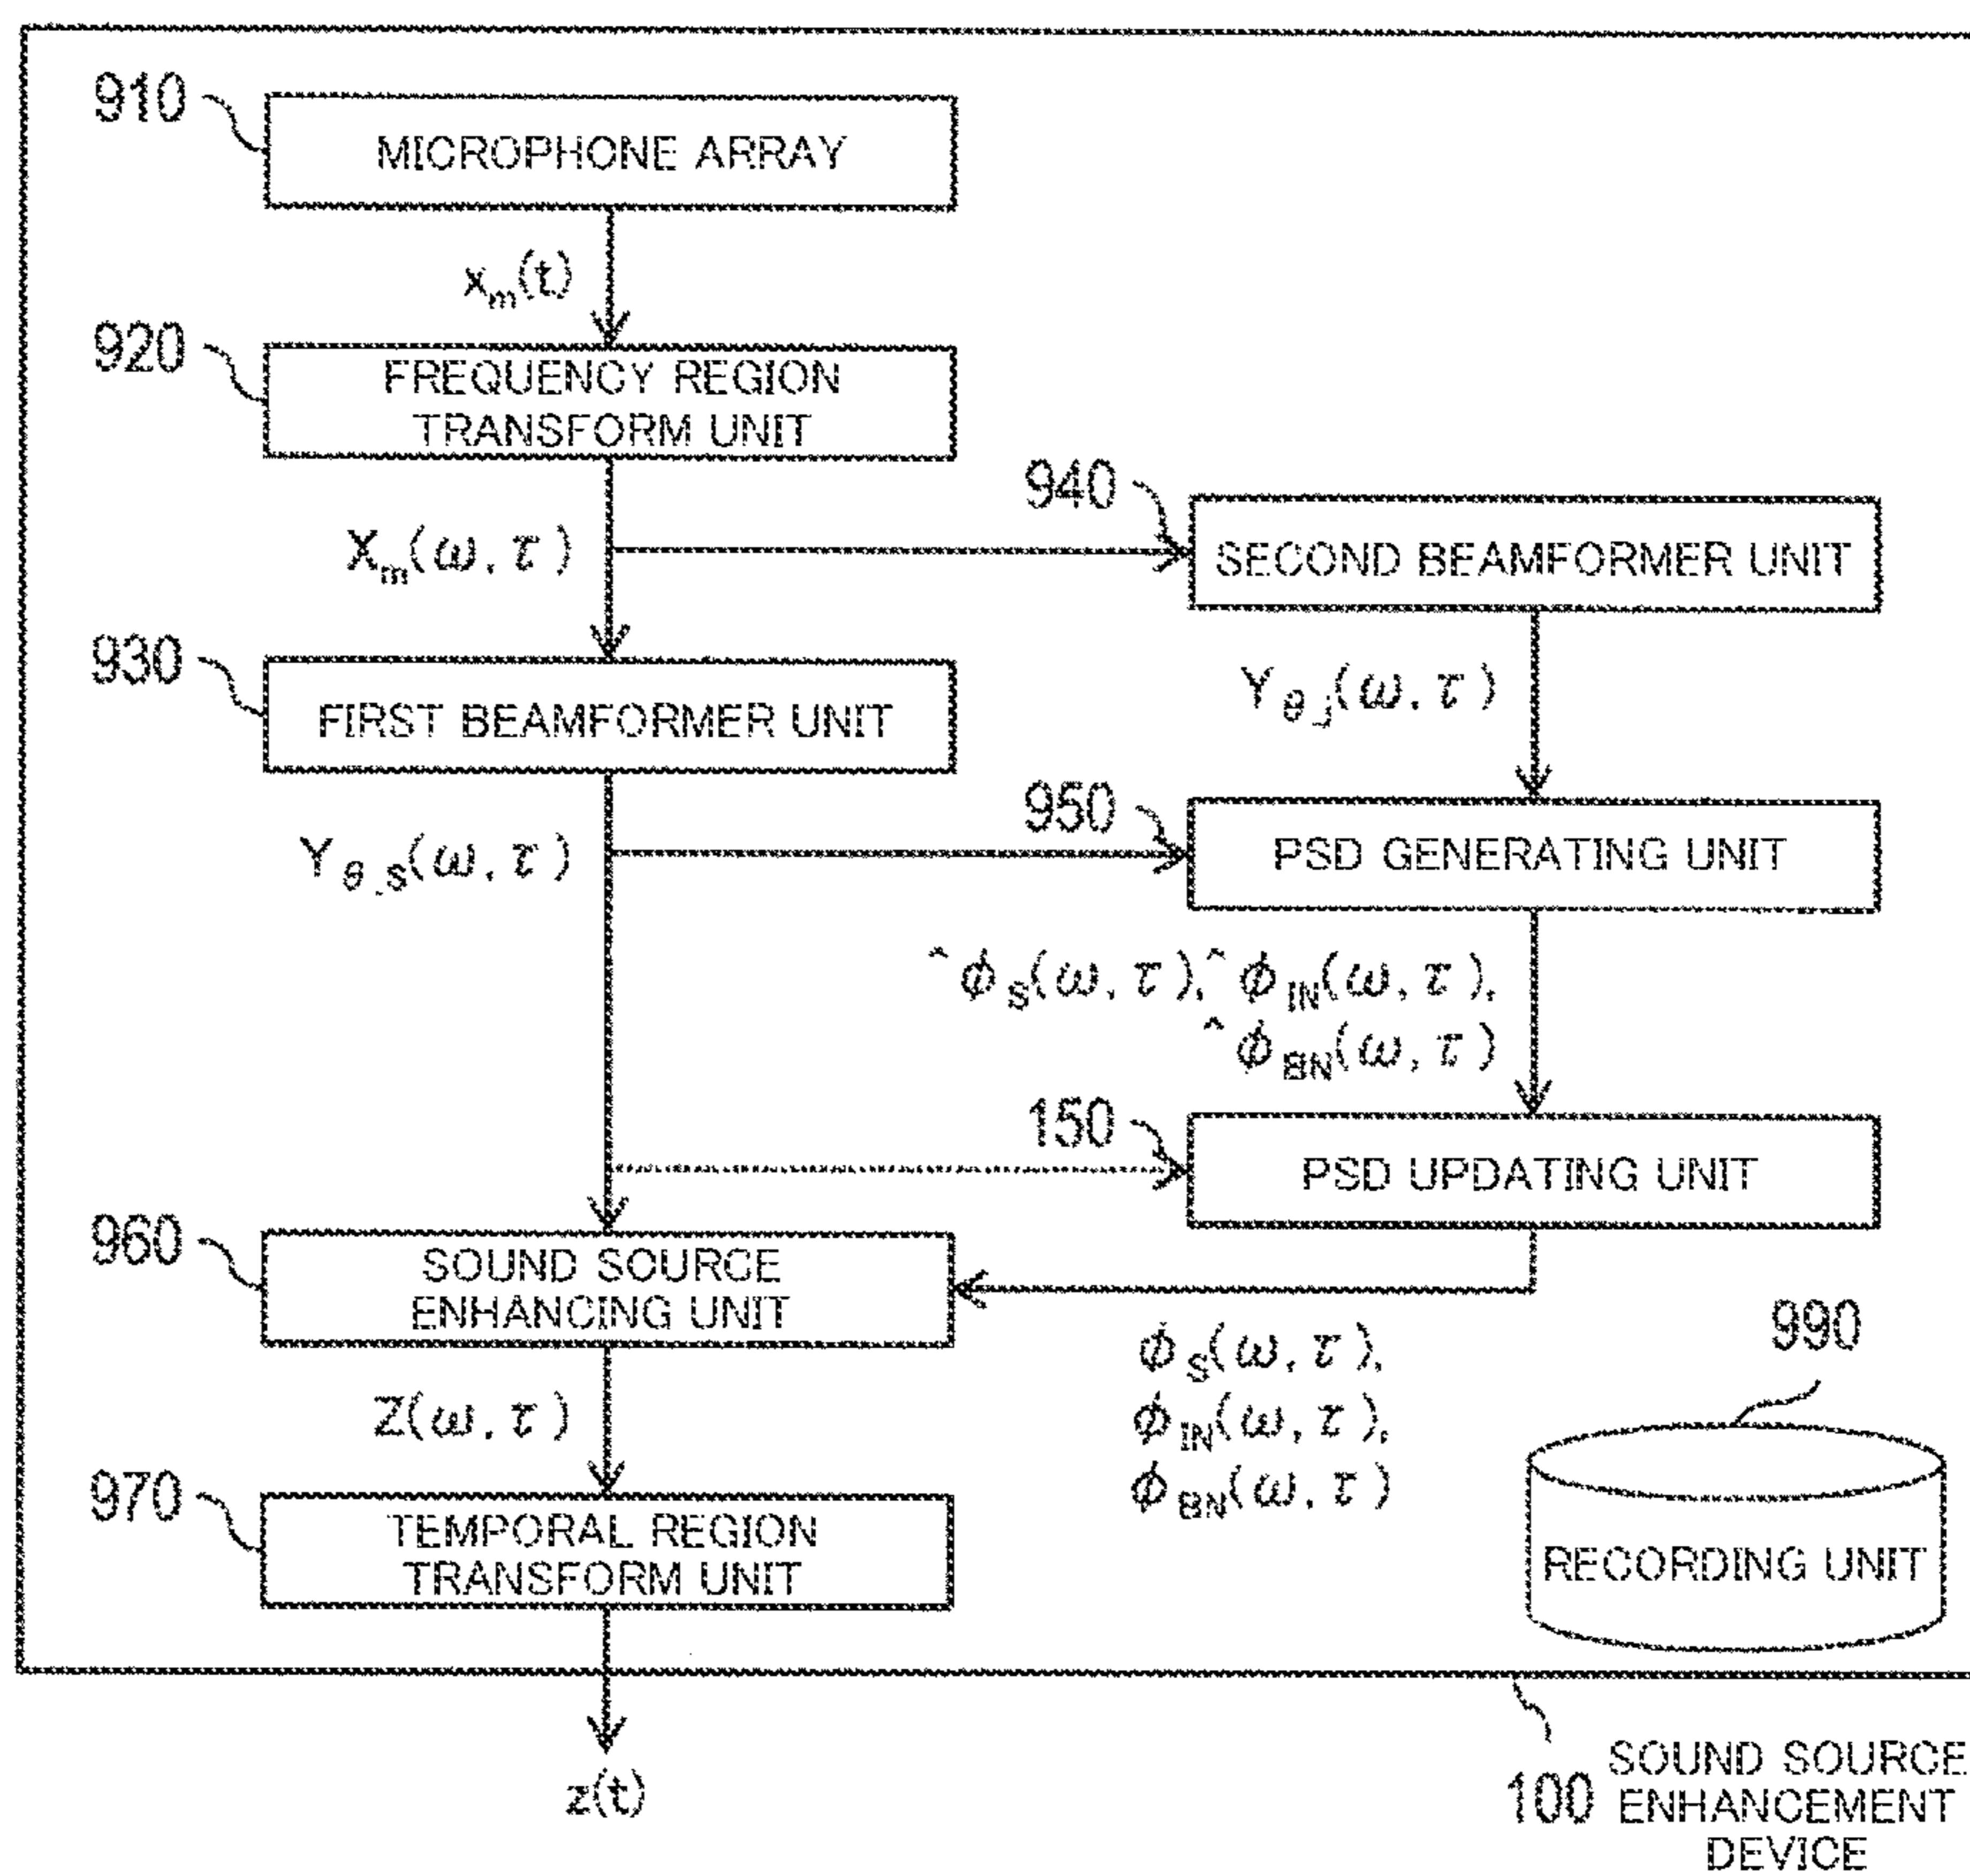 910
MICROPHONE ARRAY
xₘ(t)
920
FREQUENCY REGION
TRANSFORM UNIT
940
SECOND BEAMFORMER UNIT
Xₘ(ω, τ)
930
FIRST BEAMFORMER UNIT
Y_θ_j(ω, τ)
950
PSD GENERATING UNIT
Y_θ_S(ω, τ)
^ϕ_S(ω, τ), ^ϕ_IN(ω, τ),
^ϕ_BN(ω, τ)
150
PSD UPDATING UNIT
960
SOUND SOURCE
ENHANCING UNIT
990
ϕ_S(ω, τ),
ϕ_IN(ω, τ),
ϕ_BN(ω, τ)
Z(ω, τ)
970
TEMPORAL REGION
TRANSFORM UNIT
RECORDING UNIT
z(t)
100 SOUND SOURCE
ENHANCEMENT
DEVICE